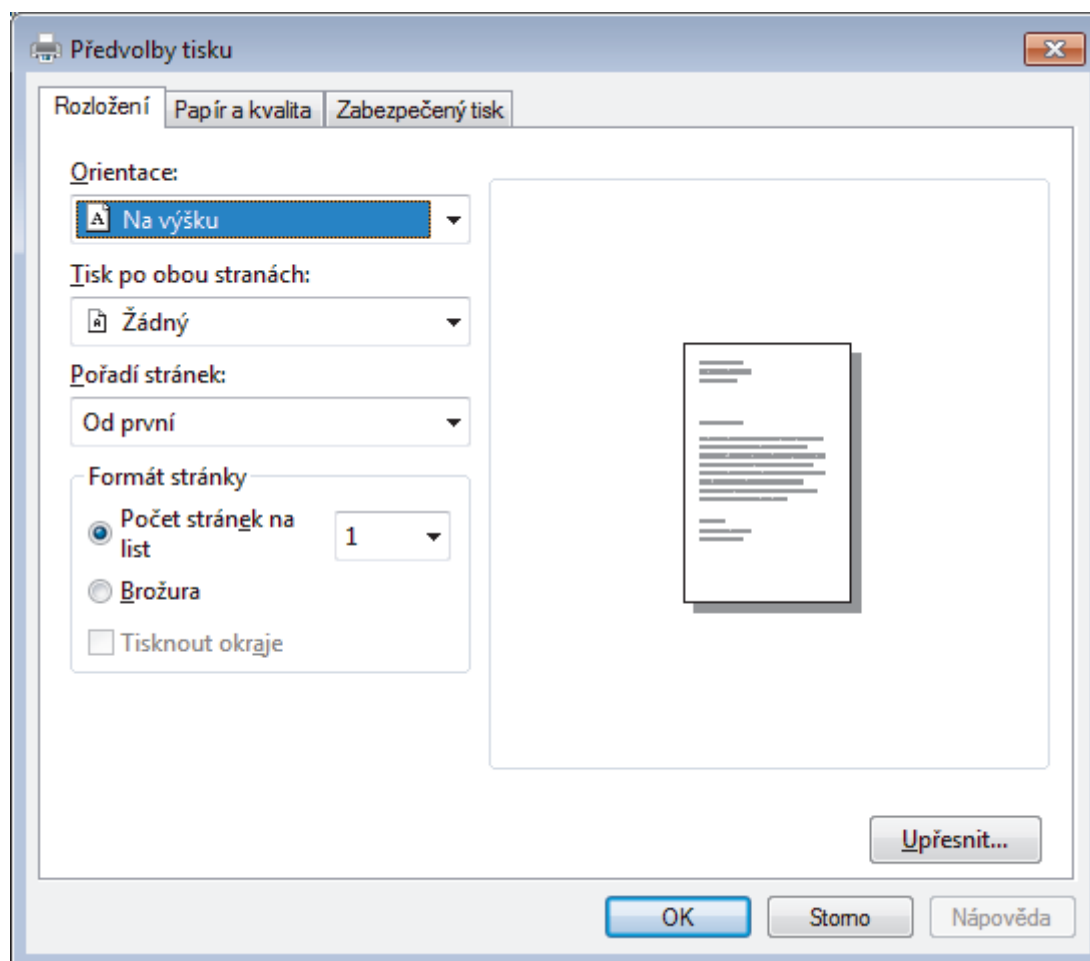 Předvolby tisku
Rozložení
Papír a kvalita
Zabezpečený tisk
Orientace:
A Na výšku
Tisk po obou stranách:
A Žádný
Pořadí stránek:
Od první
Formát stránky
Počet stránek na
list
1
Brožura
Tisknout okraje
Upřesnit...
OK
Storno
Nápověda